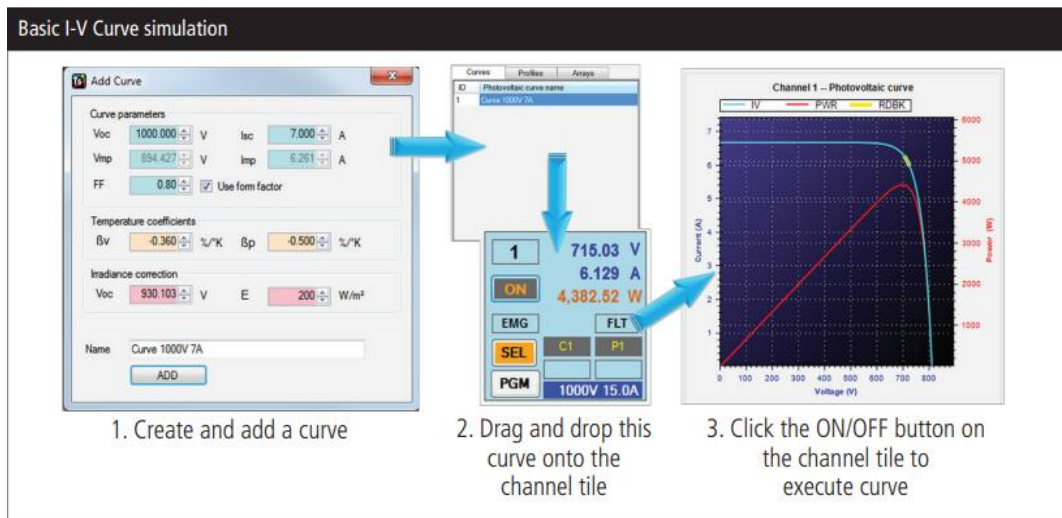 Basic I-V Curve simulation
Add Curve
Curve parameters
Voc 1000.000 V Isc 7.000 A
Vmp 894.427 V Imp 6.261 A
FF 0.80 Use form factor
Temperature coefficients
ßv -0.360 %/°K ßp -0.500 %/°K
Irradiance correction
Voc 930.103 V E 200 W/m²
Name Curve 1000V 7A
ADD
1. Create and add a curve
Curves Profiles Arrays
ID Photovoltaic curve name
1 Curve 1000V 7A
1 715.03 V
6.129 A
ON 4,382.52 W
EMG FLT
SEL C1 P1
PGM 1000V 15.0A
2. Drag and drop this
curve onto the
channel tile
Channel 1 -- Photovoltaic curve
IV PWR RDBK
Current (A)
7
6
5
4
3
2
1
Power (W)
6000
5000
4000
3000
2000
1000
0 100 200 300 400 500 600 700 800
Voltage (V)
3. Click the ON/OFF button on
the channel tile to
execute curve